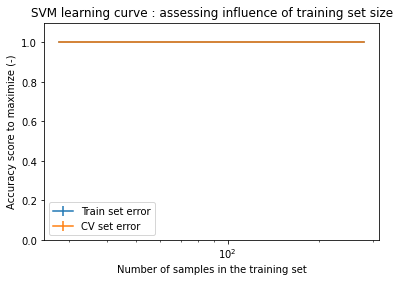 SVM learning curve : assessing influence of training set size
Accuracy score to maximize (-)
1.0
0.8
0.6
0.4
0.2
0.0
Train set error
CV set error
10²
Number of samples in the training set